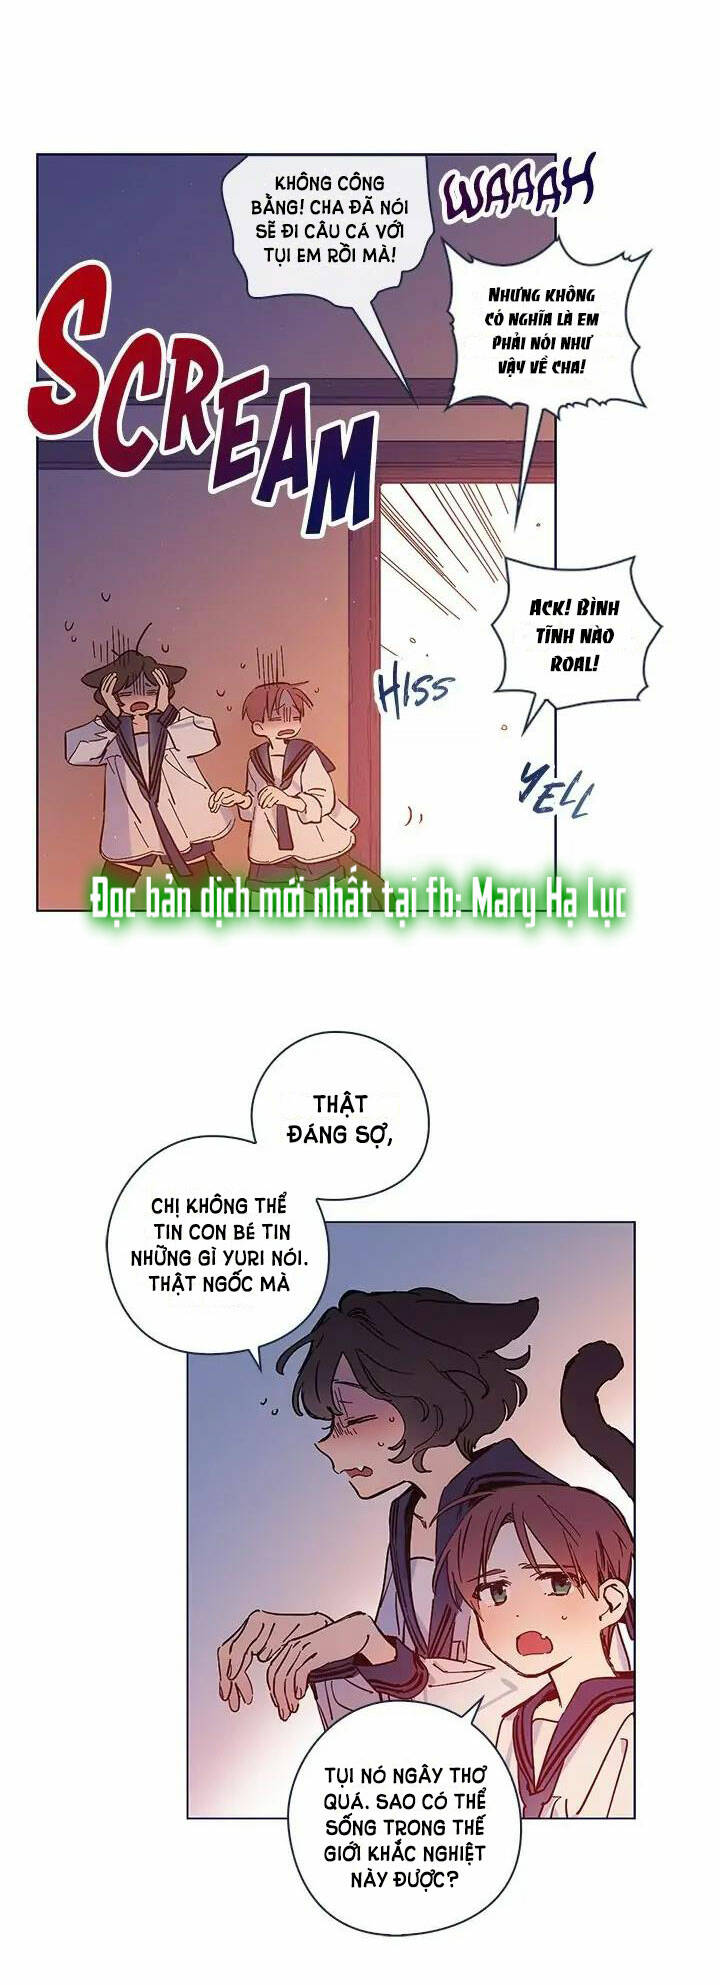 KHÔNG CÔNG
BẰNG! CHA ĐÃ NÓI
SẼ ĐI CÂU CÁ VỚI
TỤI EM RỒI MÀ!
WAAAH
NHƯNG KHÔNG
CÓ NGHĨA LÀ EM
PHẢI NÓI NHƯ
VẬY VỀ CHA!
SCREAM
ACK! BÌNH
TĨNH NÀO
ROAL!
HISS
YELL
Đọc bản dịch mới nhất tại fb: Mary Hạ Lục
THẬT
ĐÁNG SỢ,
CHỊ KHÔNG THỂ
TIN CON BÉ TIN
NHỮNG GÌ YURI NÓI.
THẬT NGỐC MÀ
TỤI NÓ NGÂY THƠ
QUÁ. SAO CÓ THỂ
SỐNG TRONG THẾ
GIỚI KHẮC NGHIỆT
NÀY ĐƯỢC?